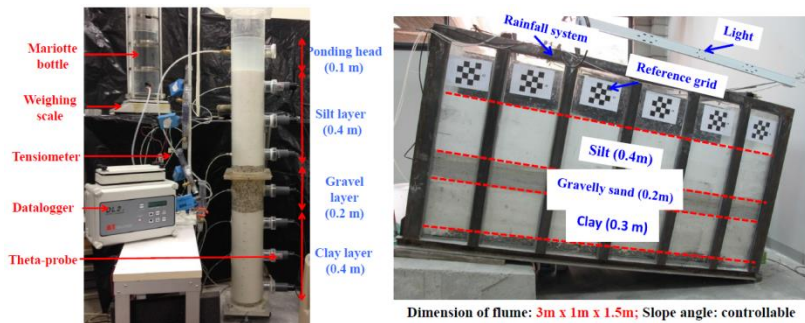 Mariotte
bottle
Weighing
scale
Tensiometer
Datalogger
Theta-probe
Ponding head
(0.1 m)
Silt layer
(0.4 m)
Gravel
layer
(0.2 m)
Clay layer
(0.4 m)
Rainfall system
Light
Reference grid
Silt (0.4m)
Gravelly sand (0.2m)
Clay (0.3 m)
Dimension of flume: 3m x 1m x 1.5m; Slope angle: controllable